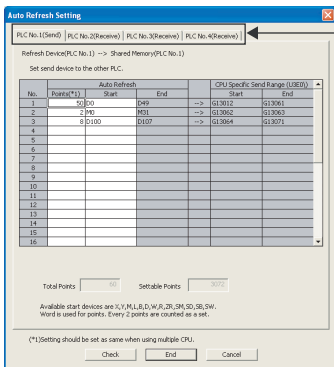 Auto Refresh Setting
PLC No.1(Send) PLC No.2(Receive) PLC No.3(Receive) PLC No.4(Receive)
Refresh Device(PLC No.1) --> Shared Memory(PLC No.1)
Set send device to the other PLC.
Auto Refresh CPU Specific Send Range (U3E0\)
No. Points(*1) Start End Start End
1 50 D0 D49 --> G13012 G13061
2 2 M0 M31 --> G13062 G13063
3 8 D100 D107 --> G13064 G13071
4
5
6
7
8
9
10
11
12
13
14
15
16
Total Points 60 Settable Points 3072
Available start devices are X,Y,M,L,B,D,W,R,ZR,SM,SD,SB,SW.
Word is used for points. Every 2 points are counted as a set.
(*1)Setting should be set as same when using multiple CPU.
Check End Cancel